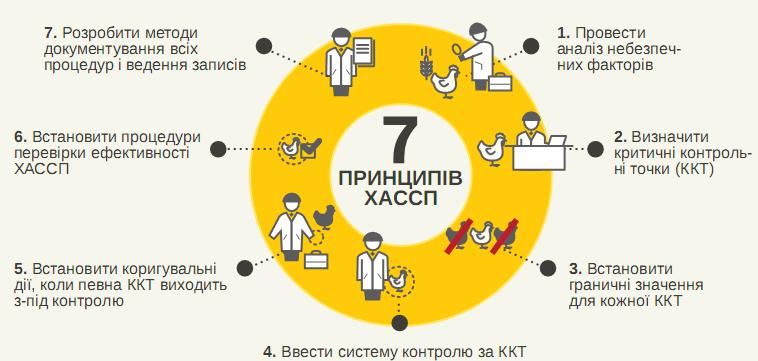 7
ПРИНЦИПІВ
ХАССП
1. Провести
аналіз небезпеч-
них факторів
2. Визначити
критичні контроль-
ні точки (ККТ)
3. Встановити
граничні значення
для кожної ККТ
4. Ввести систему контролю за ККТ
5. Встановити коригувальні
дії, коли певна ККТ виходить
з-під контролю
6. Встановити процедури
перевірки ефективності
ХАССП
7. Розробити методи
документування всіх
процедур і ведення записів